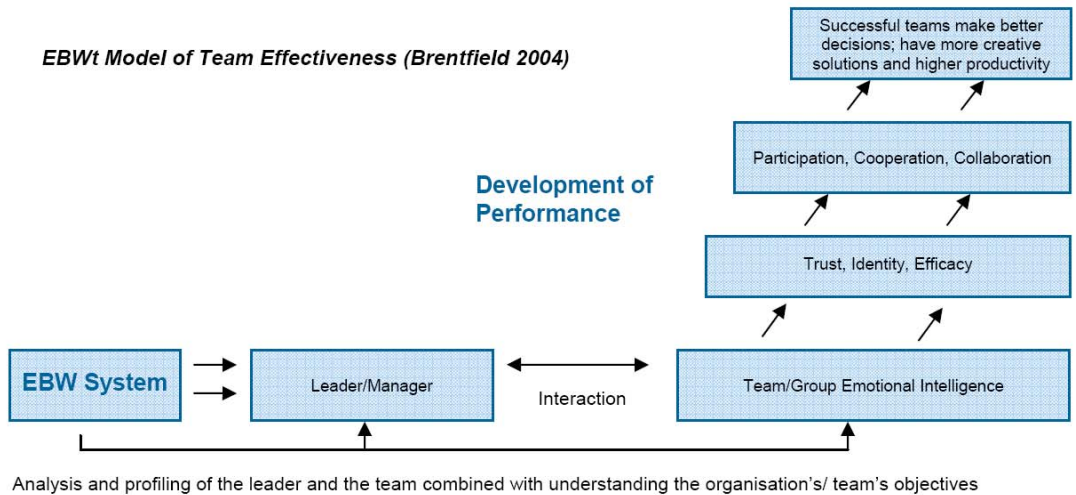 EBWt Model of Team Effectiveness (Brentfield 2004)
Successful teams make better
decisions; have more creative
solutions and higher productivity
Participation, Cooperation, Collaboration
Development of
Performance
Trust, Identity, Efficacy
EBW System
Leader/Manager
Interaction
Team/Group Emotional Intelligence
Analysis and profiling of the leader and the team combined with understanding the organisation's/ team's objectives